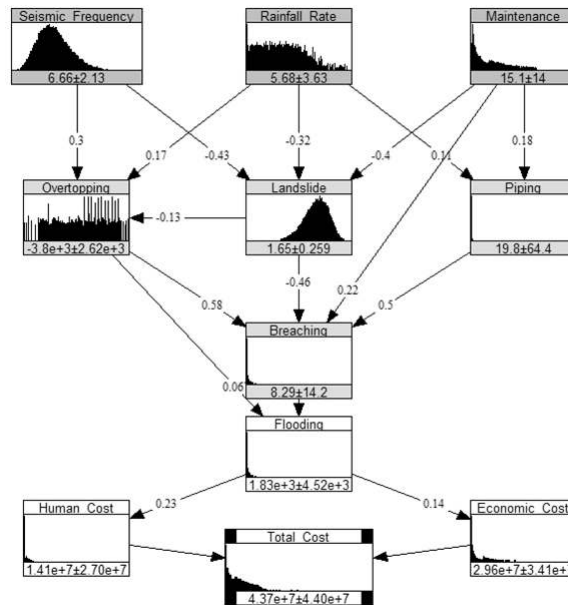 Seismic Frequency
6.66±2.13
Rainfall Rate
5.68±3.63
Maintenance
15.1±14
0.3
0.17
-0.43
-0.32
-0.4
0.11
0.18
Overtopping
-3.8e+3±2.62e+3
-0.13
Landslide
1.65±0.259
Piping
19.8±64.4
0.58
-0.46
0.22
0.5
Breaching
8.29±14.2
0.06
Flooding
1.83e+3±4.52e+3
0.23
0.14
Human Cost
1.41e+7±2.70e+7
Total Cost
4.37e+7±4.40e+7
Economic Cost
2.96e+7±3.41e+